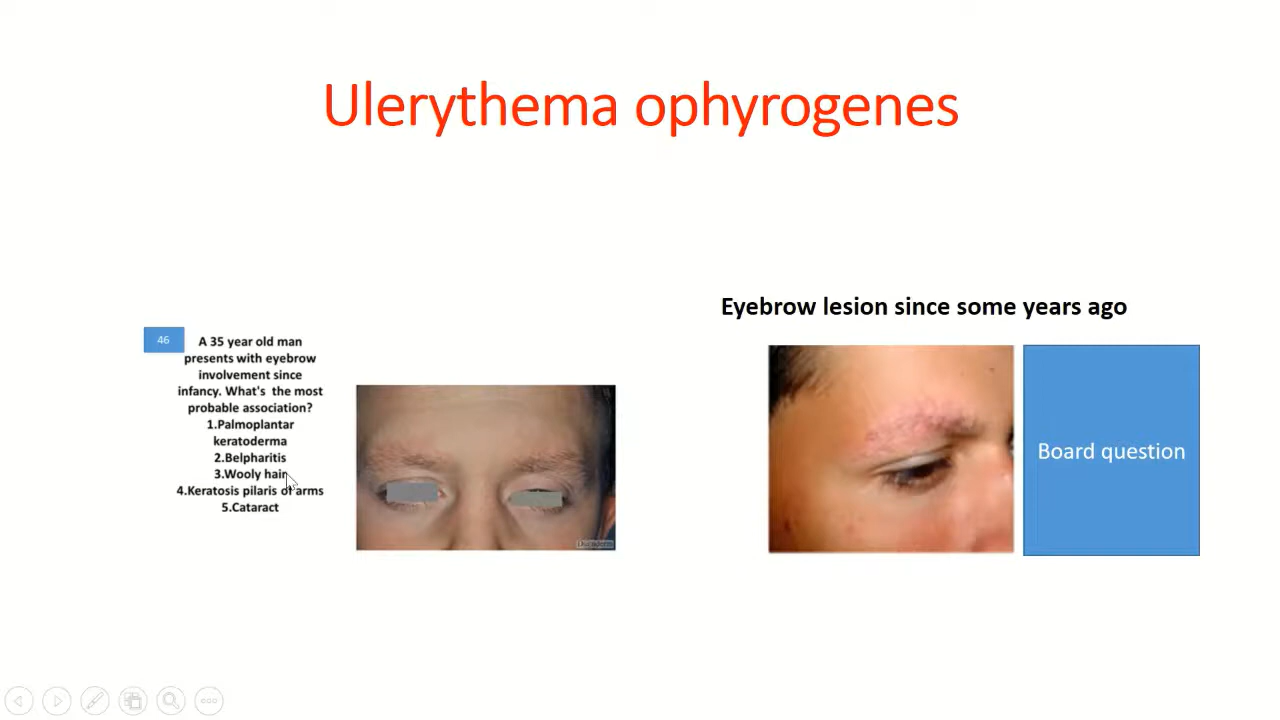 Ulerythema ophyrogenes
46
A 35 year old man
presents with eyebrow
involvement since
infancy. What's the most
probable association?
1.Palmoplantar
keratoderma
2.Belpharitis
3.Wooly hair
4.Keratosis pilaris of arms
5.Cataract
Eyebrow lesion since some years ago
Board question